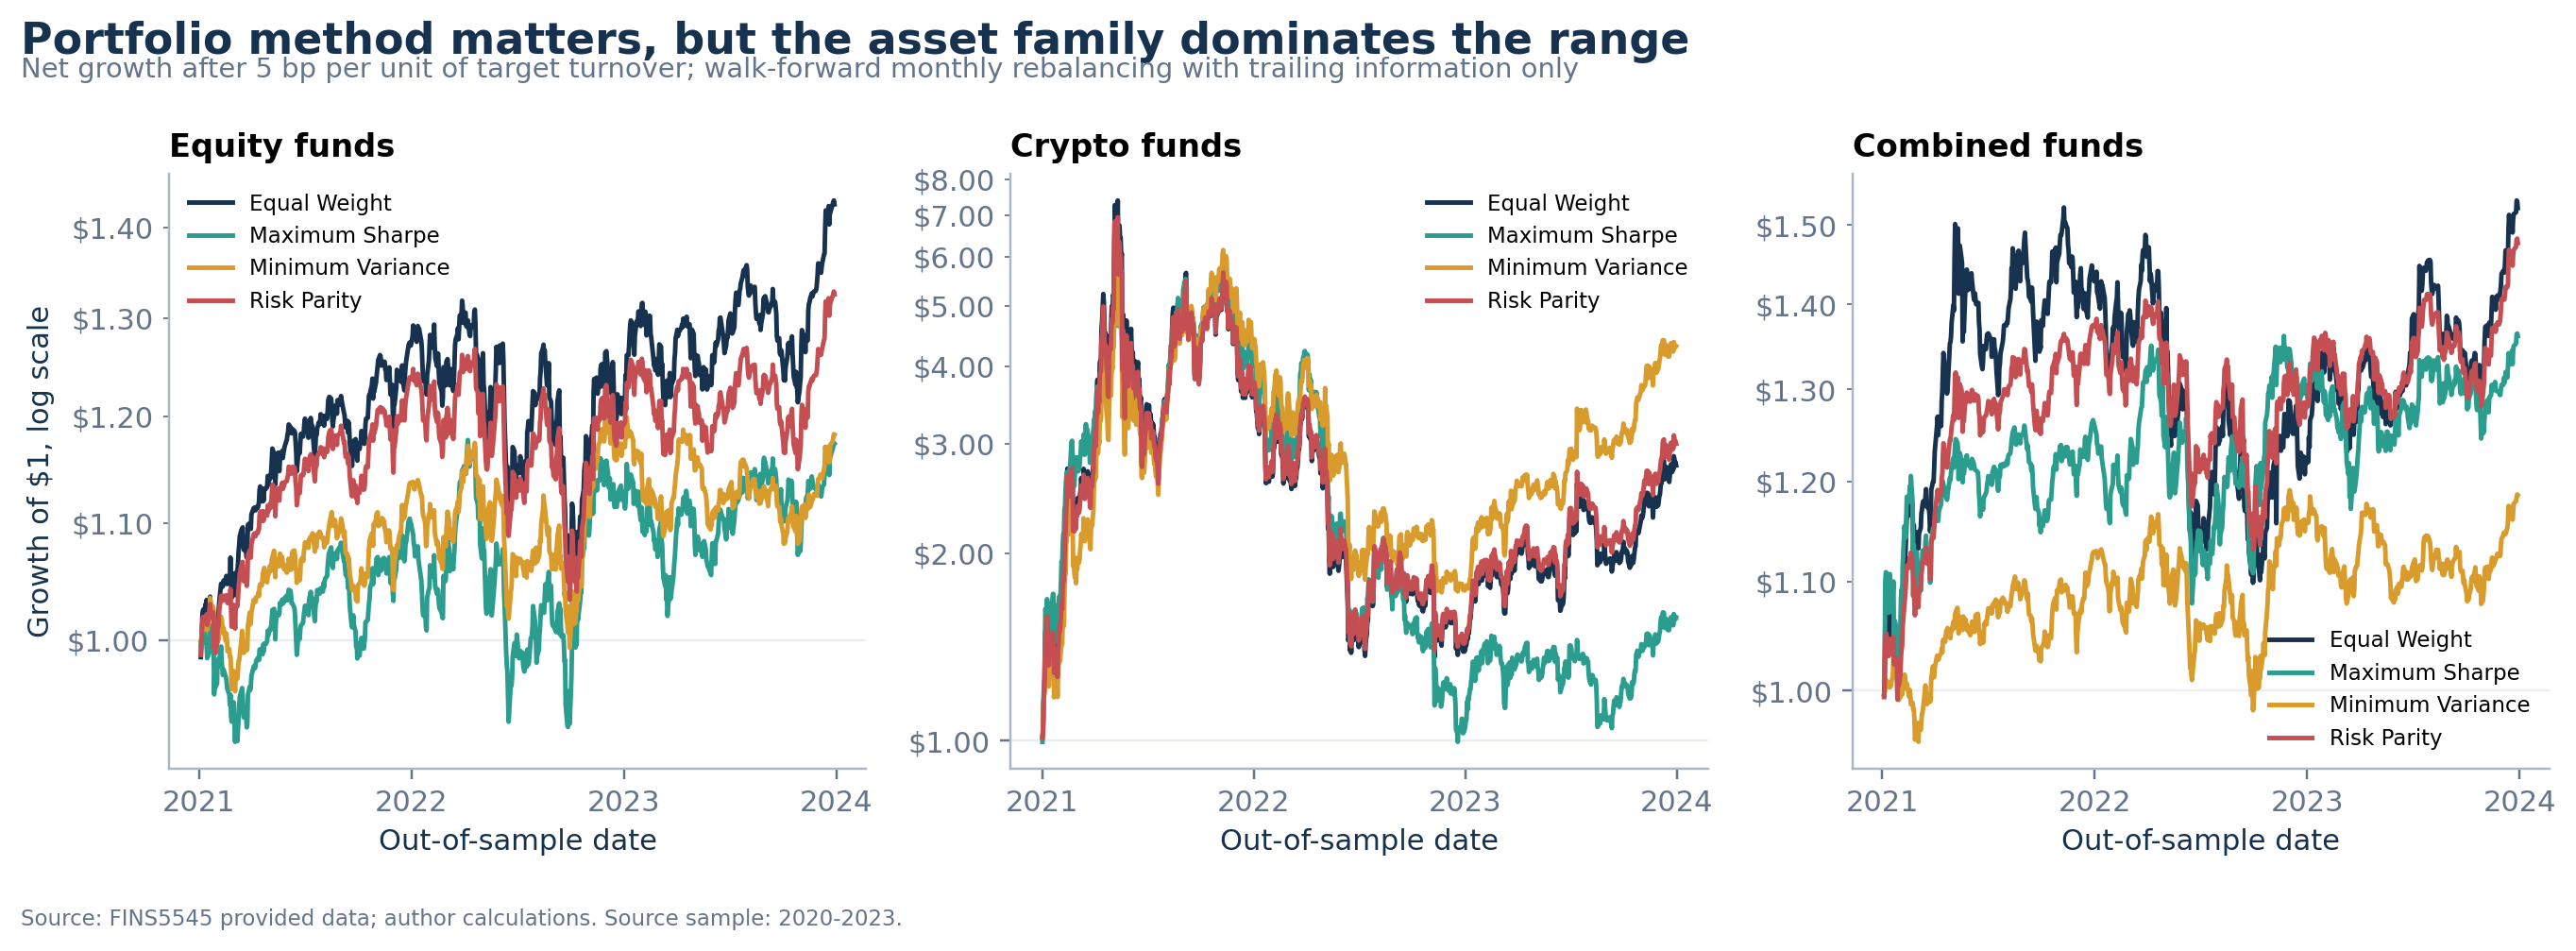 Portfolio method matters, but the asset family dominates the range
Net growth after 5 bp per unit of target turnover; walk-forward monthly rebalancing with trailing information only
Equity funds
Growth of $1, log scale
$1.40
$1.30
$1.20
$1.10
$1.00
Equal Weight
Maximum Sharpe
Minimum Variance
Risk Parity
2021
2022
2023
2024
Out-of-sample date
Crypto funds
$8.00
$7.00
$6.00
$5.00
$4.00
$3.00
$2.00
$1.00
Equal Weight
Maximum Sharpe
Minimum Variance
Risk Parity
2021
2022
2023
2024
Out-of-sample date
Combined funds
$1.50
$1.40
$1.30
$1.20
$1.10
$1.00
Equal Weight
Maximum Sharpe
Minimum Variance
Risk Parity
2021
2022
2023
2024
Out-of-sample date
Source: FINS5545 provided data; author calculations. Source sample: 2020-2023.